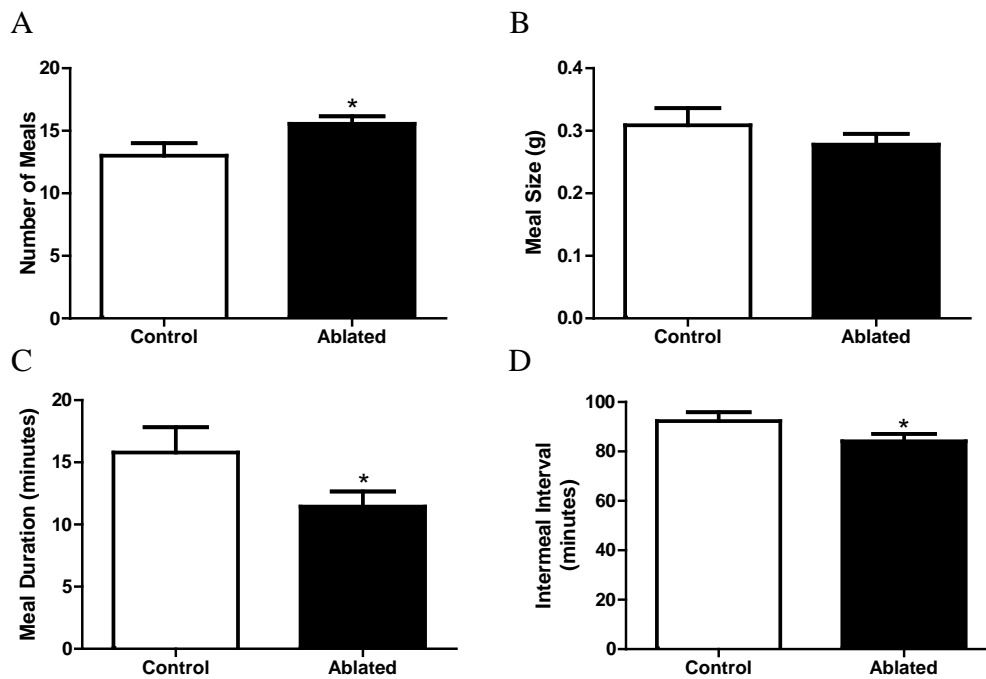 A
Number of Meals
20
15
10
5
0
*
Control
Ablated
B
Meal Size (g)
0.4
0.3
0.2
0.1
0.0
Control
Ablated
C
Meal Duration (minutes)
20
15
10
5
0
*
Control
Ablated
D
Intermeal Interval
(minutes)
100
80
60
40
20
0
*
Control
Ablated